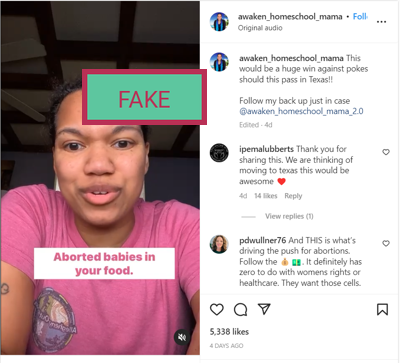 FAKE
Aborted babies in
your food.
awaken_homeschool_mama • Foll
Original audio
awaken_homeschool_mama This
would be a huge win against pokes
should this pass in Texas!!
Follow my back up just in case
@awaken_homeschool_mama_2.0
Edited · 4d
ipemalubberts Thank you for
sharing this. We are thinking of
moving to texas this would be
awesome ❤️
4d 14 likes Reply
View replies (1)
pdwullner76 And THIS is what's
driving the push for abortions.
Follow the 💰 💵. It definitely has
zero to do with womens rights or
healthcare. They want those cells.
5,338 likes
4 DAYS AGO